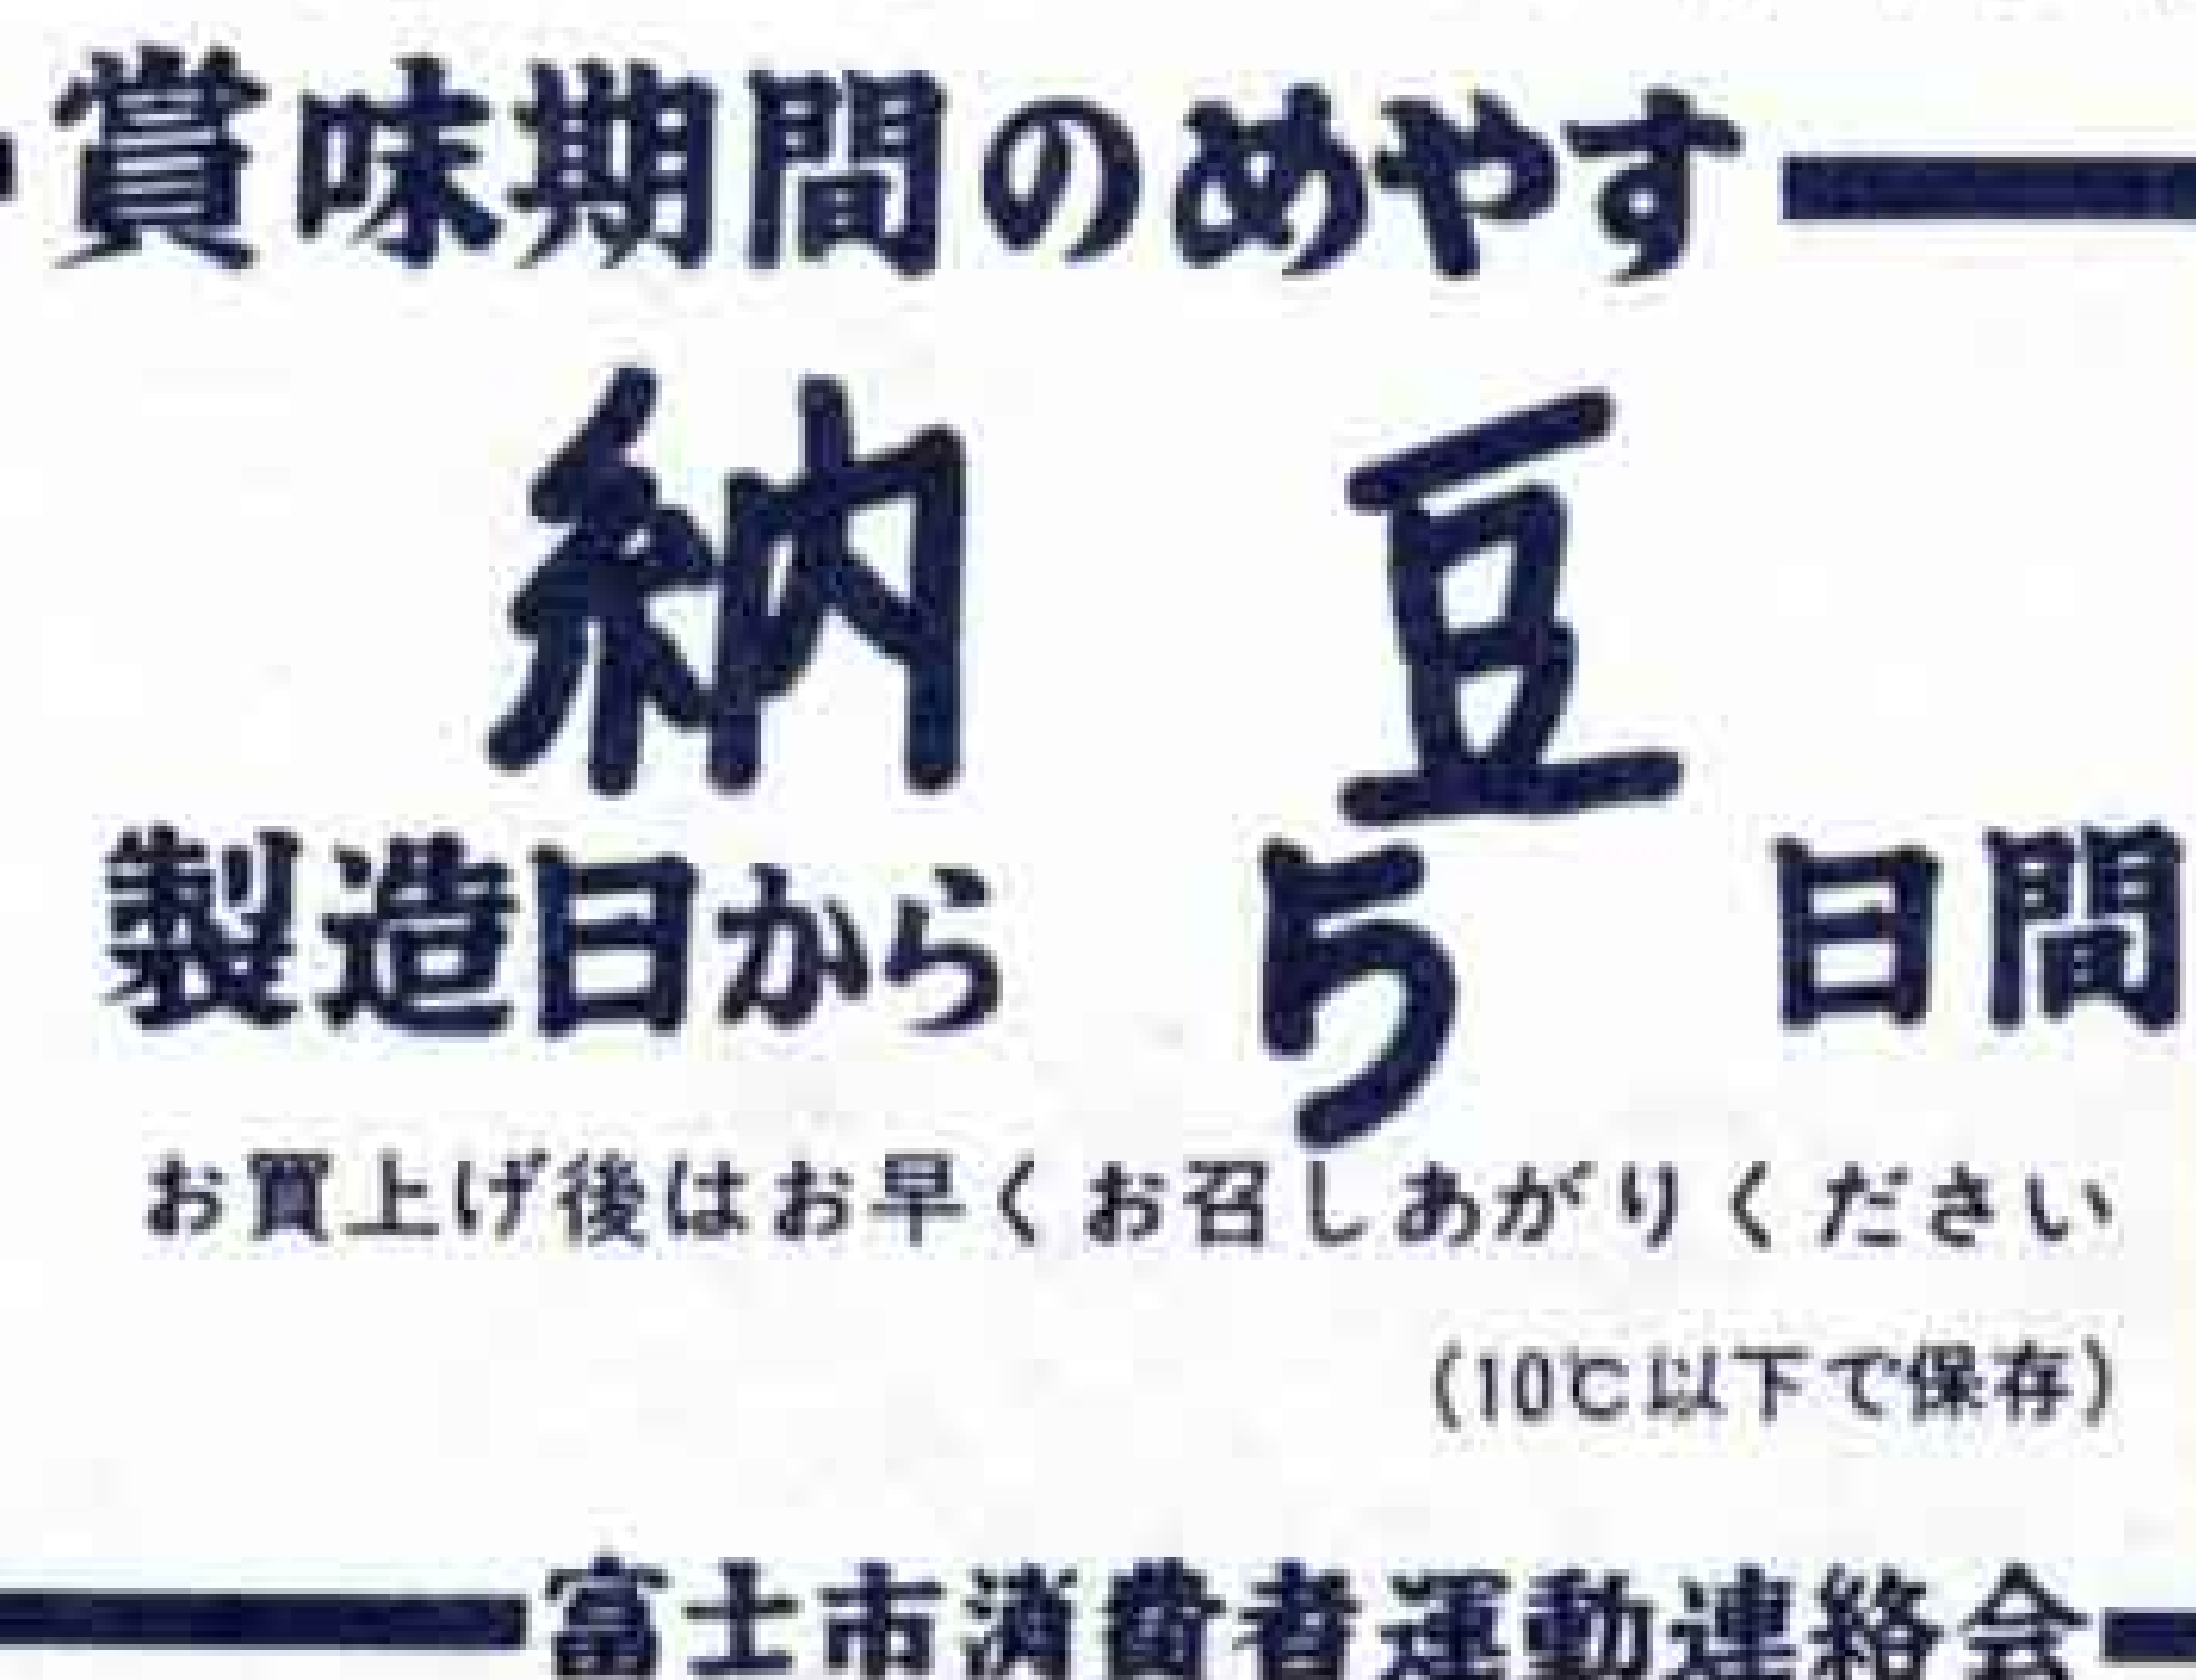 賞味期間のめやす
納豆
製造日から 5 日間
お買上げ後はお早くお召しあがりください
(10℃以下で保存)
富士市消費者運動連絡会